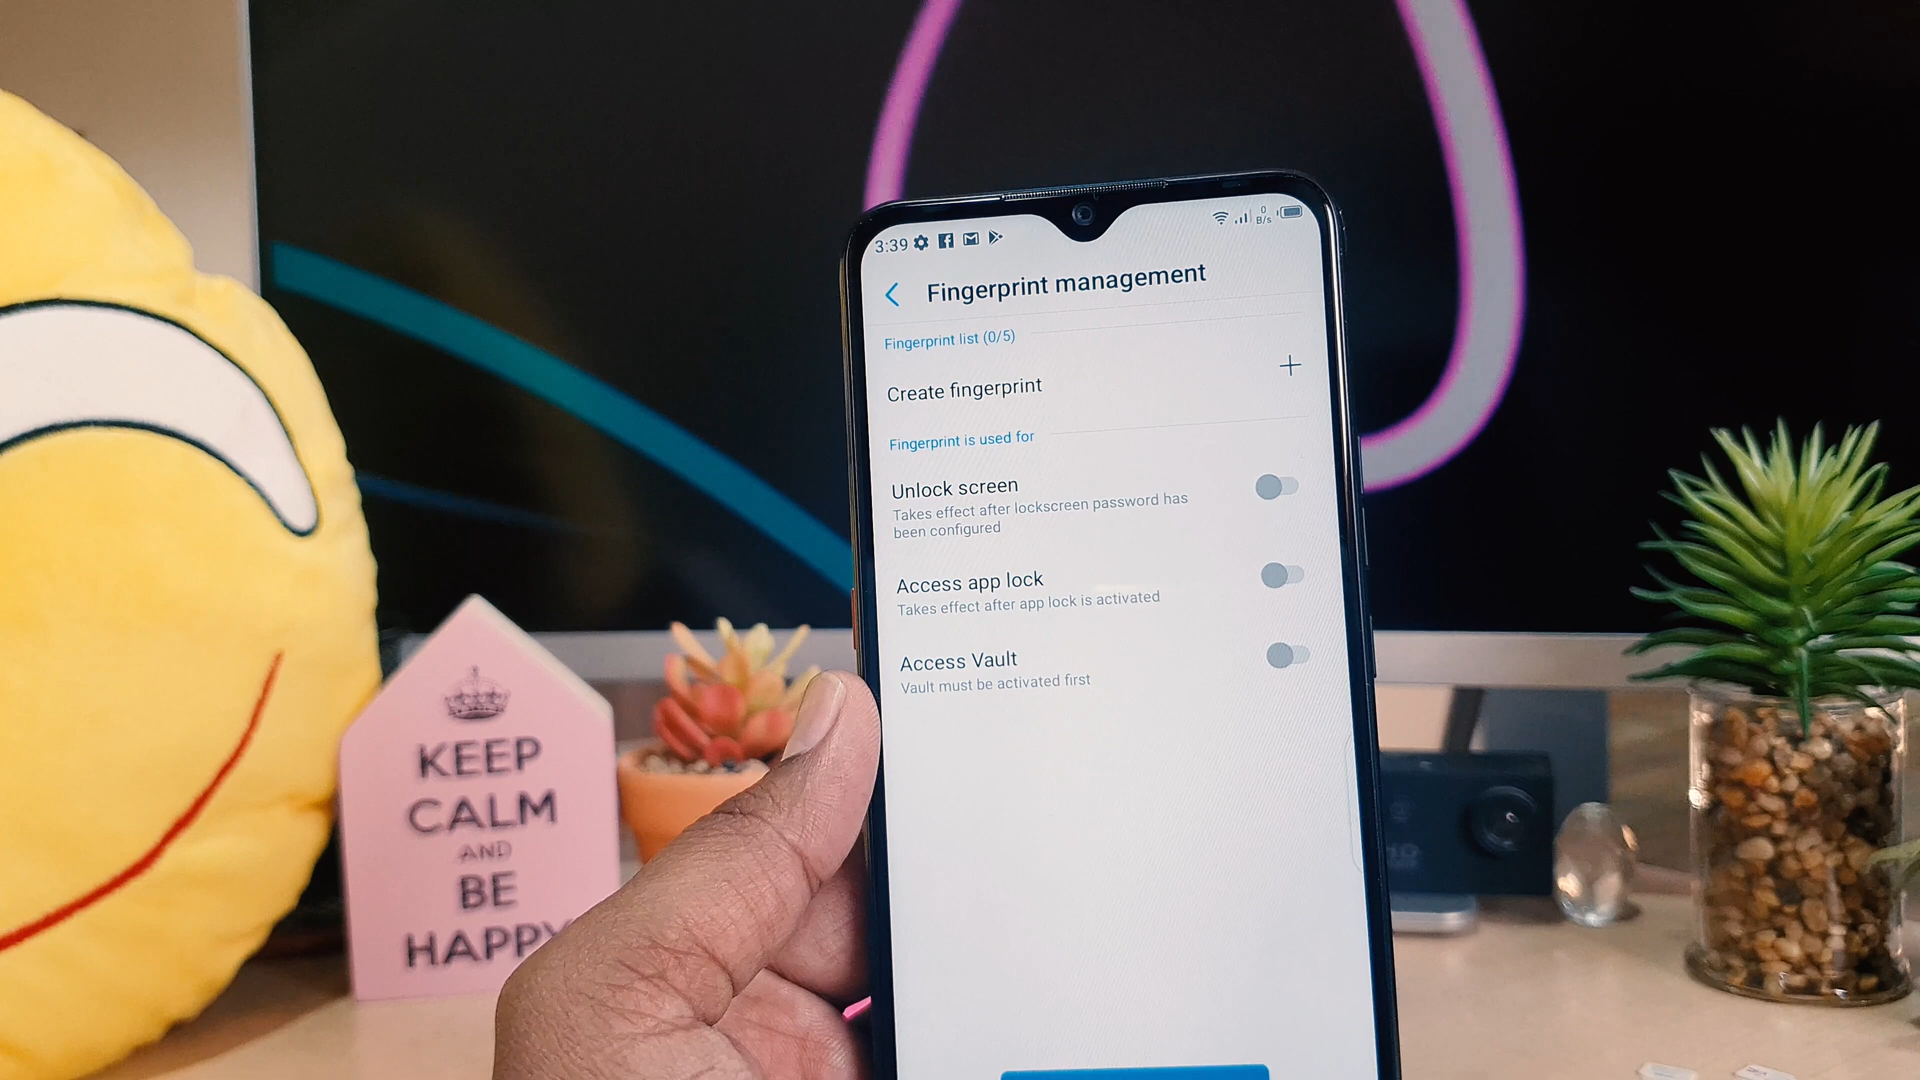 3:39
0
B/s
Fingerprint management
Fingerprint list (0/5)
Create fingerprint
Fingerprint is used for
Unlock screen
Takes effect after lockscreen password has
been configured
Access app lock
Takes effect after app lock is activated
Access Vault
Vault must be activated first
KEEP
CALM
AND
BE
HAPPY